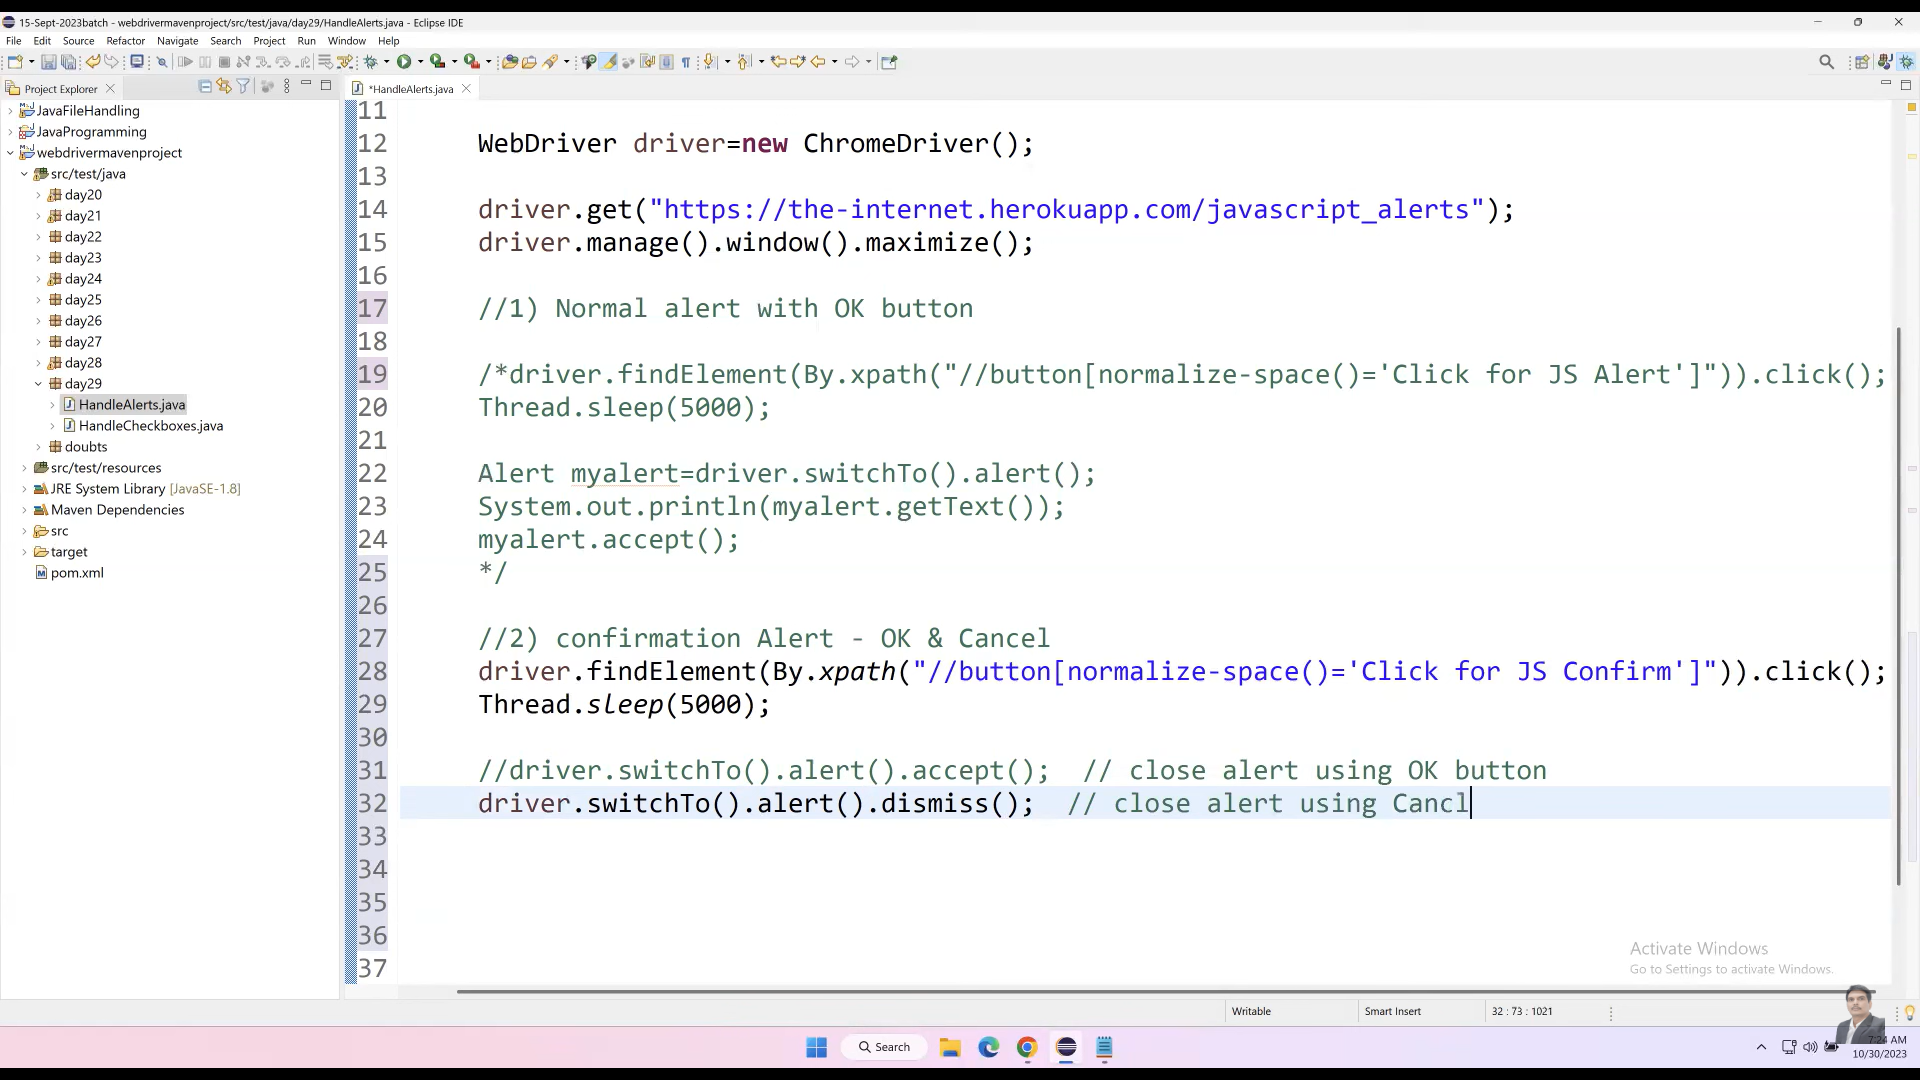 15-Sept-2023batch - webdrivermavenproject/src/test/java/day29/HandleAlerts.java - Eclipse IDE
File Edit Source Refactor Navigate Search Project Run Window Help
Project Explorer
*HandleAlerts.java
JavaFileHandling
JavaProgramming
webdrivermavenproject
src/test/java
day20
day21
day22
day23
day24
day25
day26
day27
day28
day29
HandleAlerts.java
HandleCheckboxes.java
doubts
src/test/resources
JRE System Library [JavaSE-1.8]
Maven Dependencies
src
target
pom.xml
11
12 WebDriver driver=new ChromeDriver();
13
14 driver.get("https://the-internet.herokuapp.com/javascript_alerts");
15 driver.manage().window().maximize();
16
17 //1) Normal alert with OK button
18
19 /*driver.findElement(By.xpath("//button[normalize-space()='Click for JS Alert']")).click();
20 Thread.sleep(5000);
21
22 Alert myalert=driver.switchTo().alert();
23 System.out.println(myalert.getText());
24 myalert.accept();
25 */
26
27 //2) confirmation Alert - OK & Cancel
28 driver.findElement(By.xpath("//button[normalize-space()='Click for JS Confirm']")).click();
29 Thread.sleep(5000);
30
31 //driver.switchTo().alert().accept(); // close alert using OK button
32 driver.switchTo().alert().dismiss(); // close alert using Cancl
33
34
35
36
37
Activate Windows
Go to Settings to activate Windows.
Writable Smart Insert 32 : 73 : 1021
Search
7:24 AM
10/30/2023